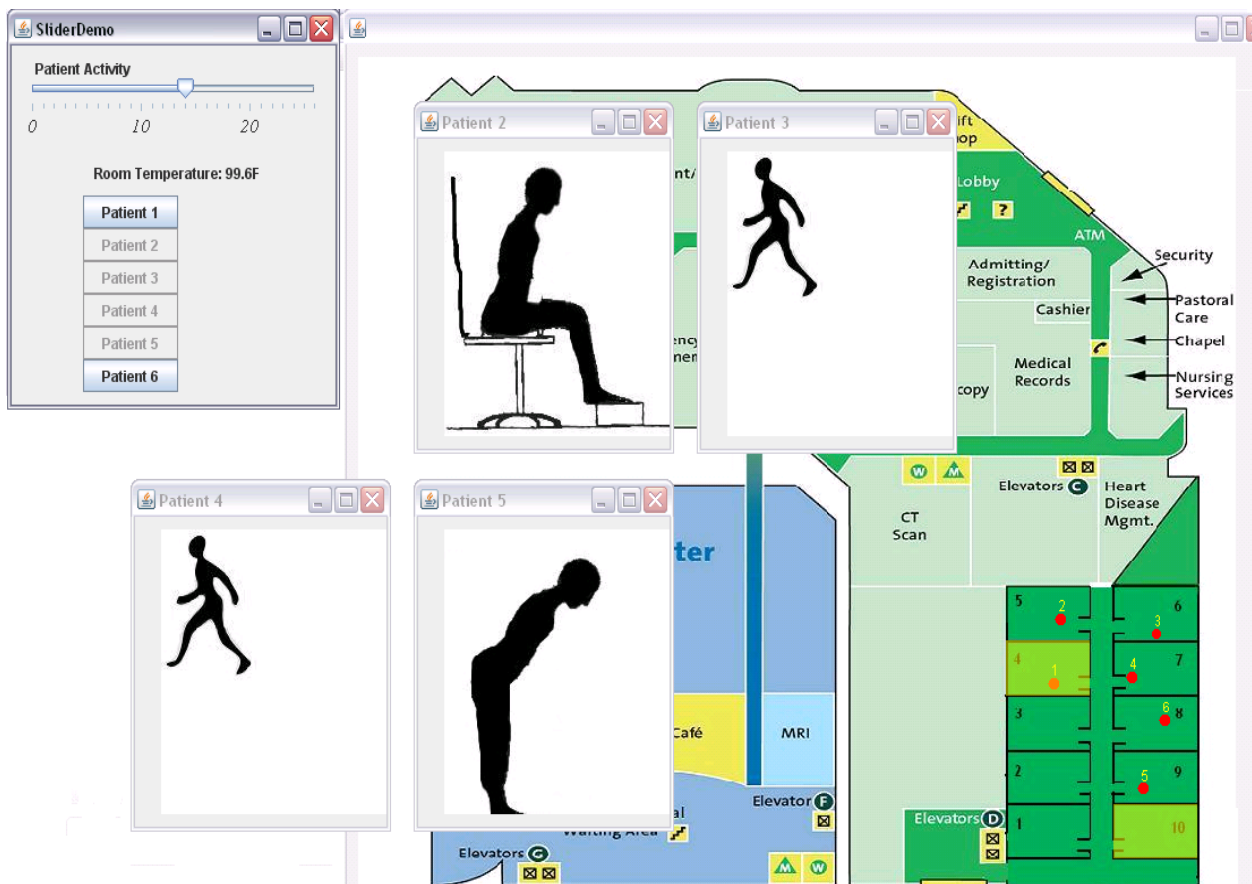 SliderDemo
Patient Activity
0 10 20
Room Temperature: 99.6F
Patient 1
Patient 2
Patient 3
Patient 4
Patient 5
Patient 6
Patient 2
Patient 3
Patient 4
Patient 5
Lobby
?
ATM
Security
Admitting/
Registration
Pastoral
Care
Cashier
Chapel
Medical
Records
Nursing
Services
W M
Elevators C
Heart
Disease
Mgmt.
CT
Scan
ter
5 2 6
3
4 1 4 7
3 6 8
2 5 9
1 10
Café
MRI
Elevator F
Elevators D
Waiting Area
Elevators G
M W